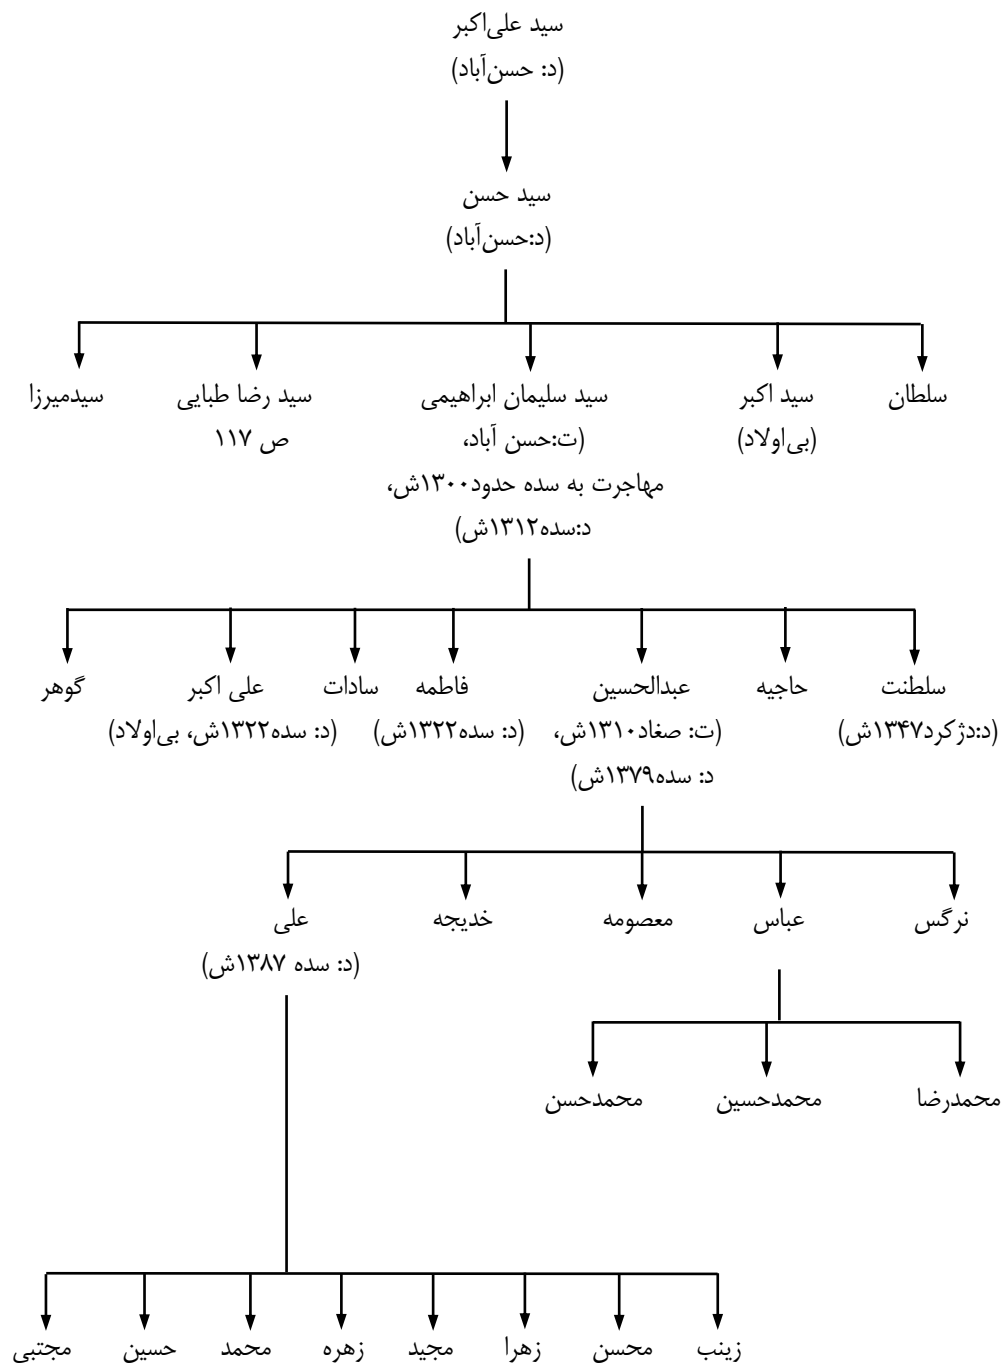 سید علی‌اکبر
(د: حسن‌آباد)
سید حسن
(د:حسن‌آباد)
سلطان
سید اکبر
(بی‌اولاد)
سید سلیمان ابراهیمی
(ت:حسن آباد،
مهاجرت به سده حدود۱۳۰۰ش،
د:سده۱۳۱۲ش)
سید رضا طبایی
ص ۱۱۷
سیدمیرزا
سلطنت
(د:دژکرد۱۳۴۷ش)
حاجیه
عبدالحسین
(ت: صغاد۱۳۱۰ش،
د: سده۱۳۷۹ش)
فاطمه
(د: سده۱۳۲۲ش)
سادات
علی اکبر
(د: سده۱۳۲۲ش، بی‌اولاد)
گوهر
نرگس
عباس
معصومه
خدیجه
علی
(د: سده ۱۳۸۷ش)
محمدرضا
محمدحسین
محمدحسن
زینب
محسن
زهرا
مجید
زهره
محمد
حسین
مجتبی